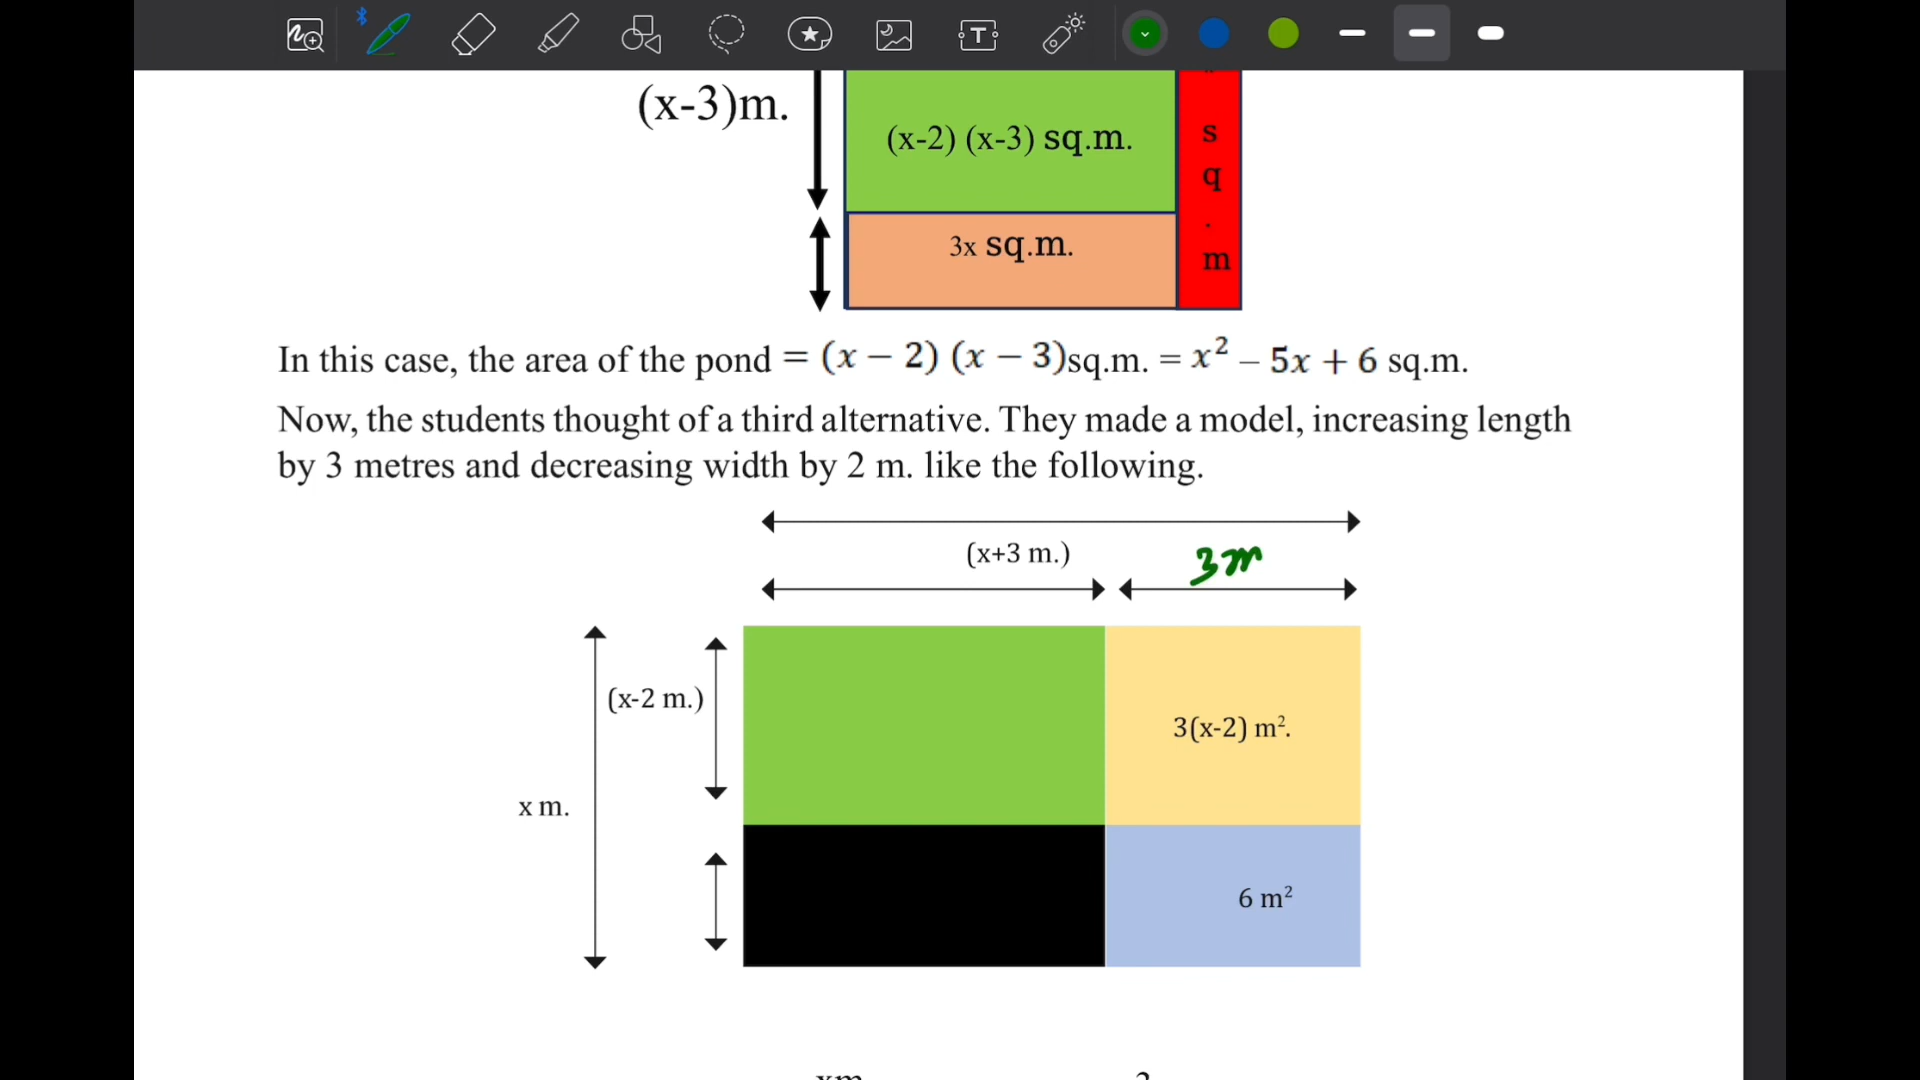 (x-3)m.
(x-2) (x-3) sq.m.
s
q
.
m
3x sq.m.
In this case, the area of the pond = (x − 2) (x − 3)sq.m. = x² – 5x + 6 sq.m.
Now, the students thought of a third alternative. They made a model, increasing length
by 3 metres and decreasing width by 2 m. like the following.
(x+3 m.)
3m
(x-2 m.)
3(x-2) m².
x m.
6 m²